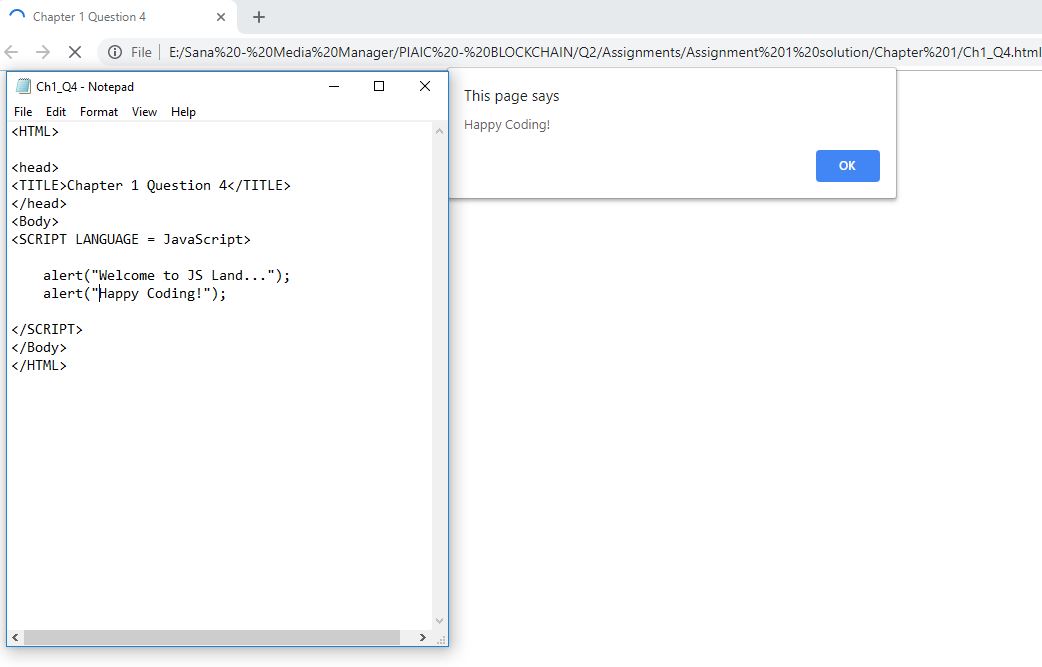 Chapter 1 Question 4
File E:/Sana%20-%20Media%20Manager/PIAIC%20-%20BLOCKCHAIN/Q2/Assignments/Assignment%201%20solution/Chapter%201/Ch1_Q4.html
Ch1_Q4 - Notepad
File Edit Format View Help
<HTML>
<head>
<TITLE>Chapter 1 Question 4</TITLE>
</head>
<Body>
<SCRIPT LANGUAGE = JavaScript>
alert("Welcome to JS Land...");
alert("Happy Coding!");
</SCRIPT>
</Body>
</HTML>
This page says
Happy Coding!
OK